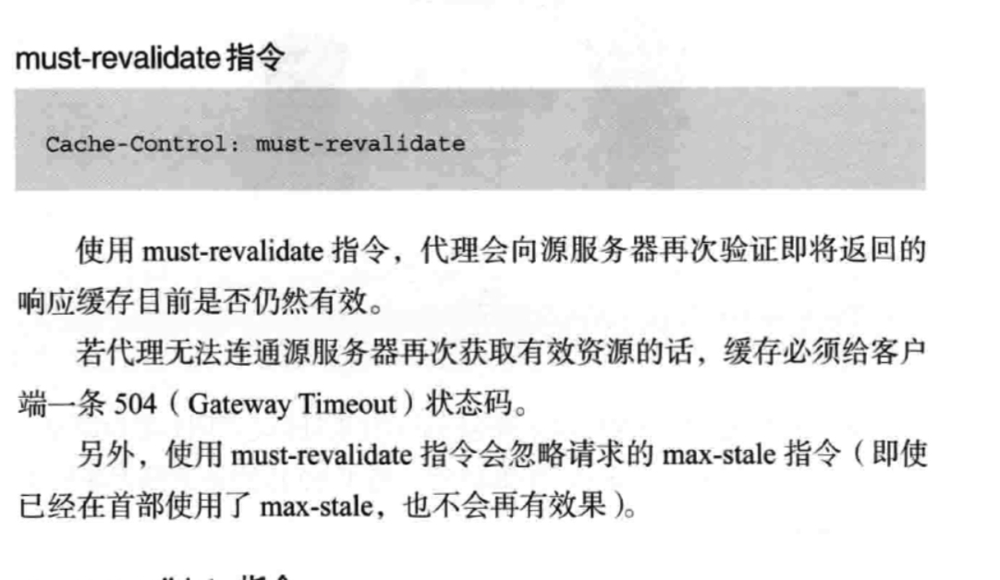 must-revalidate 指令
Cache-Control: must-revalidate
使用 must-revalidate 指令，代理会向源服务器再次验证即将返回的
响应缓存目前是否仍然有效。
若代理无法连通源服务器再次获取有效资源的话，缓存必须给客户
端一条 504（Gateway Timeout）状态码。
另外，使用 must-revalidate 指令会忽略请求的 max-stale 指令（即使
已经在首部使用了 max-stale，也不会再有效果）。
指令